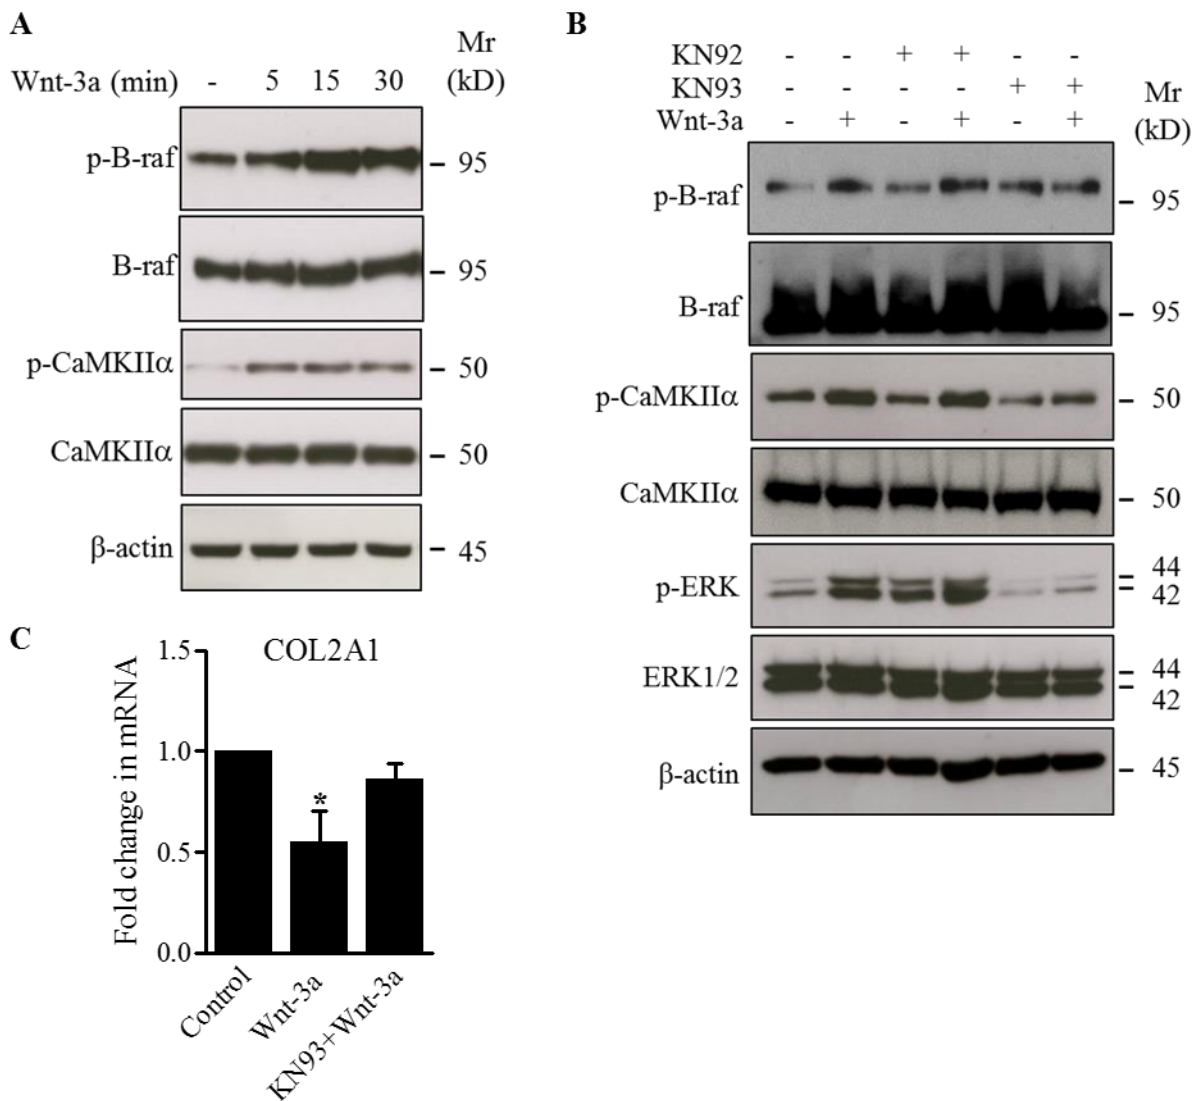 A
Mr
Wnt-3a (min) - 5 15 30 (kD)
p-B-raf 95
B-raf 95
p-CaMKIIα 50
CaMKIIα 50
β-actin 45
B
KN92 - - + + - -
KN93 - - - - + + Mr
Wnt-3a - + - + - + (kD)
p-B-raf 95
B-raf 95
p-CaMKIIα 50
CaMKIIα 50
p-ERK 44
42
ERK1/2 44
42
β-actin 45
C
COL2A1
Fold change in mRNA
1.5
1.0
0.5
0.0
*
Control
Wnt-3a
KN93+Wnt-3a